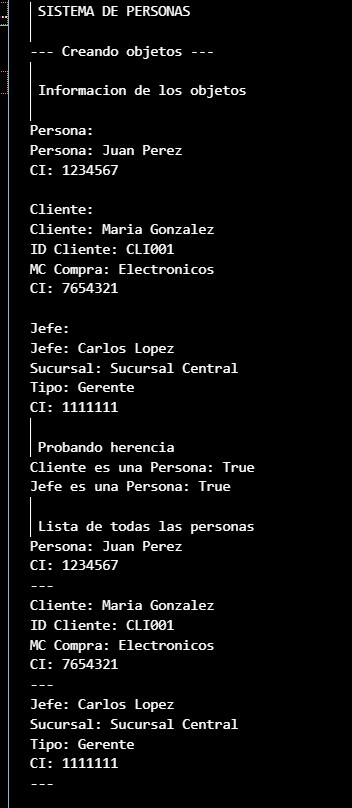 SISTEMA DE PERSONAS
--- Creando objetos ---
Informacion de los objetos
Persona:
Persona: Juan Perez
CI: 1234567
Cliente:
Cliente: Maria Gonzalez
ID Cliente: CLI001
MC Compra: Electronicos
CI: 7654321
Jefe:
Jefe: Carlos Lopez
Sucursal: Sucursal Central
Tipo: Gerente
CI: 1111111
Probando herencia
Cliente es una Persona: True
Jefe es una Persona: True
Lista de todas las personas
Persona: Juan Perez
CI: 1234567
---
Cliente: Maria Gonzalez
ID Cliente: CLI001
MC Compra: Electronicos
CI: 7654321
---
Jefe: Carlos Lopez
Sucursal: Sucursal Central
Tipo: Gerente
CI: 1111111
---